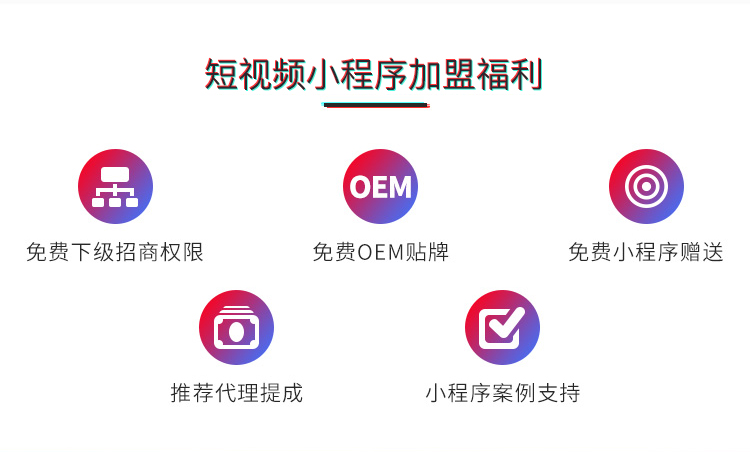 短视频小程序加盟福利
OEM
免费下级招商权限
免费OEM贴牌
免费小程序赠送
推荐代理提成
小程序案例支持